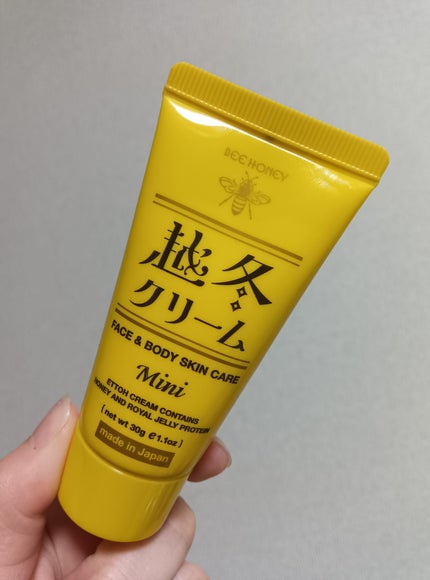 BEE HONEY
越冬
クリーム
FACE & BODY SKIN CARE
Mini
ETTOH CREAM CONTAINS
HONEY AND ROYAL JELLY PROTEIN
( net wt 30g e1.1oz )
made in Japan